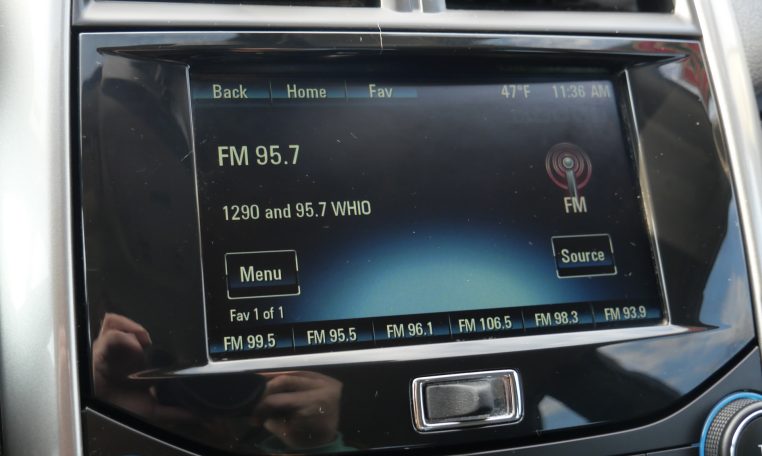 Back Home Fav 47°F 11:36 AM
FM 95.7
FM
1290 and 95.7 WHIO
Menu
Source
Fav 1 of 1
FM 99.5 FM 95.5 FM 96.1 FM 106.5 FM 98.3 FM 93.9